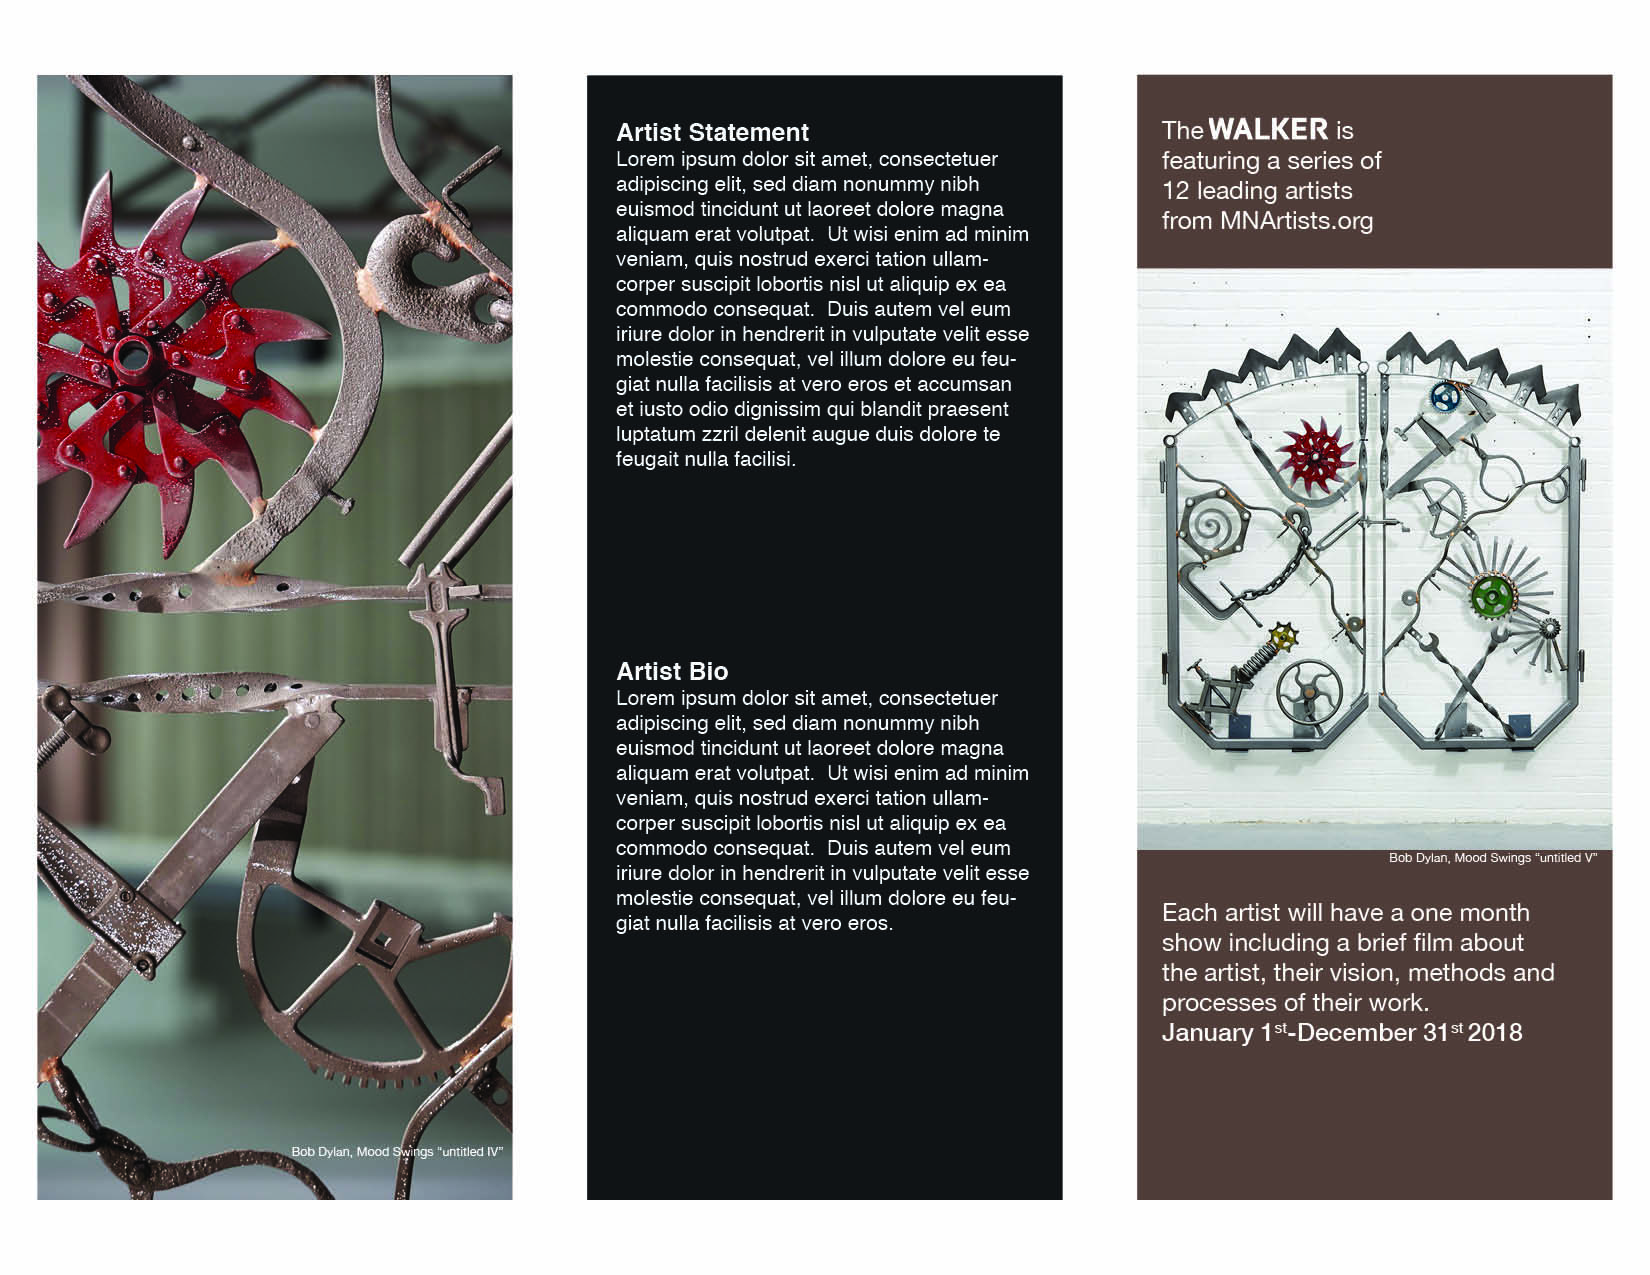 Bob Dylan, Mood Swings “untitled IV”
Artist Statement
Lorem ipsum dolor sit amet, consectetuer
adipiscing elit, sed diam nonummy nibh
euismod tincidunt ut laoreet dolore magna
aliquam erat volutpat.  Ut wisi enim ad minim
veniam, quis nostrud exerci tation ullam-
corper suscipit lobortis nisl ut aliquip ex ea
commodo consequat.  Duis autem vel eum
iriure dolor in hendrerit in vulputate velit esse
molestie consequat, vel illum dolore eu feu-
giat nulla facilisis at vero eros et accumsan
et iusto odio dignissim qui blandit praesent
luptatum zzril delenit augue duis dolore te
feugait nulla facilisi.
Artist Bio
Lorem ipsum dolor sit amet, consectetuer
adipiscing elit, sed diam nonummy nibh
euismod tincidunt ut laoreet dolore magna
aliquam erat volutpat.  Ut wisi enim ad minim
veniam, quis nostrud exerci tation ullam-
corper suscipit lobortis nisl ut aliquip ex ea
commodo consequat.  Duis autem vel eum
iriure dolor in hendrerit in vulputate velit esse
molestie consequat, vel illum dolore eu feu-
giat nulla facilisis at vero eros.
The WALKER is
featuring a series of
12 leading artists
from MNArtists.org
Bob Dylan, Mood Swings “untitled V”
Each artist will have a one month
show including a brief film about
the artist, their vision, methods and
processes of their work.
January 1st-December 31st 2018